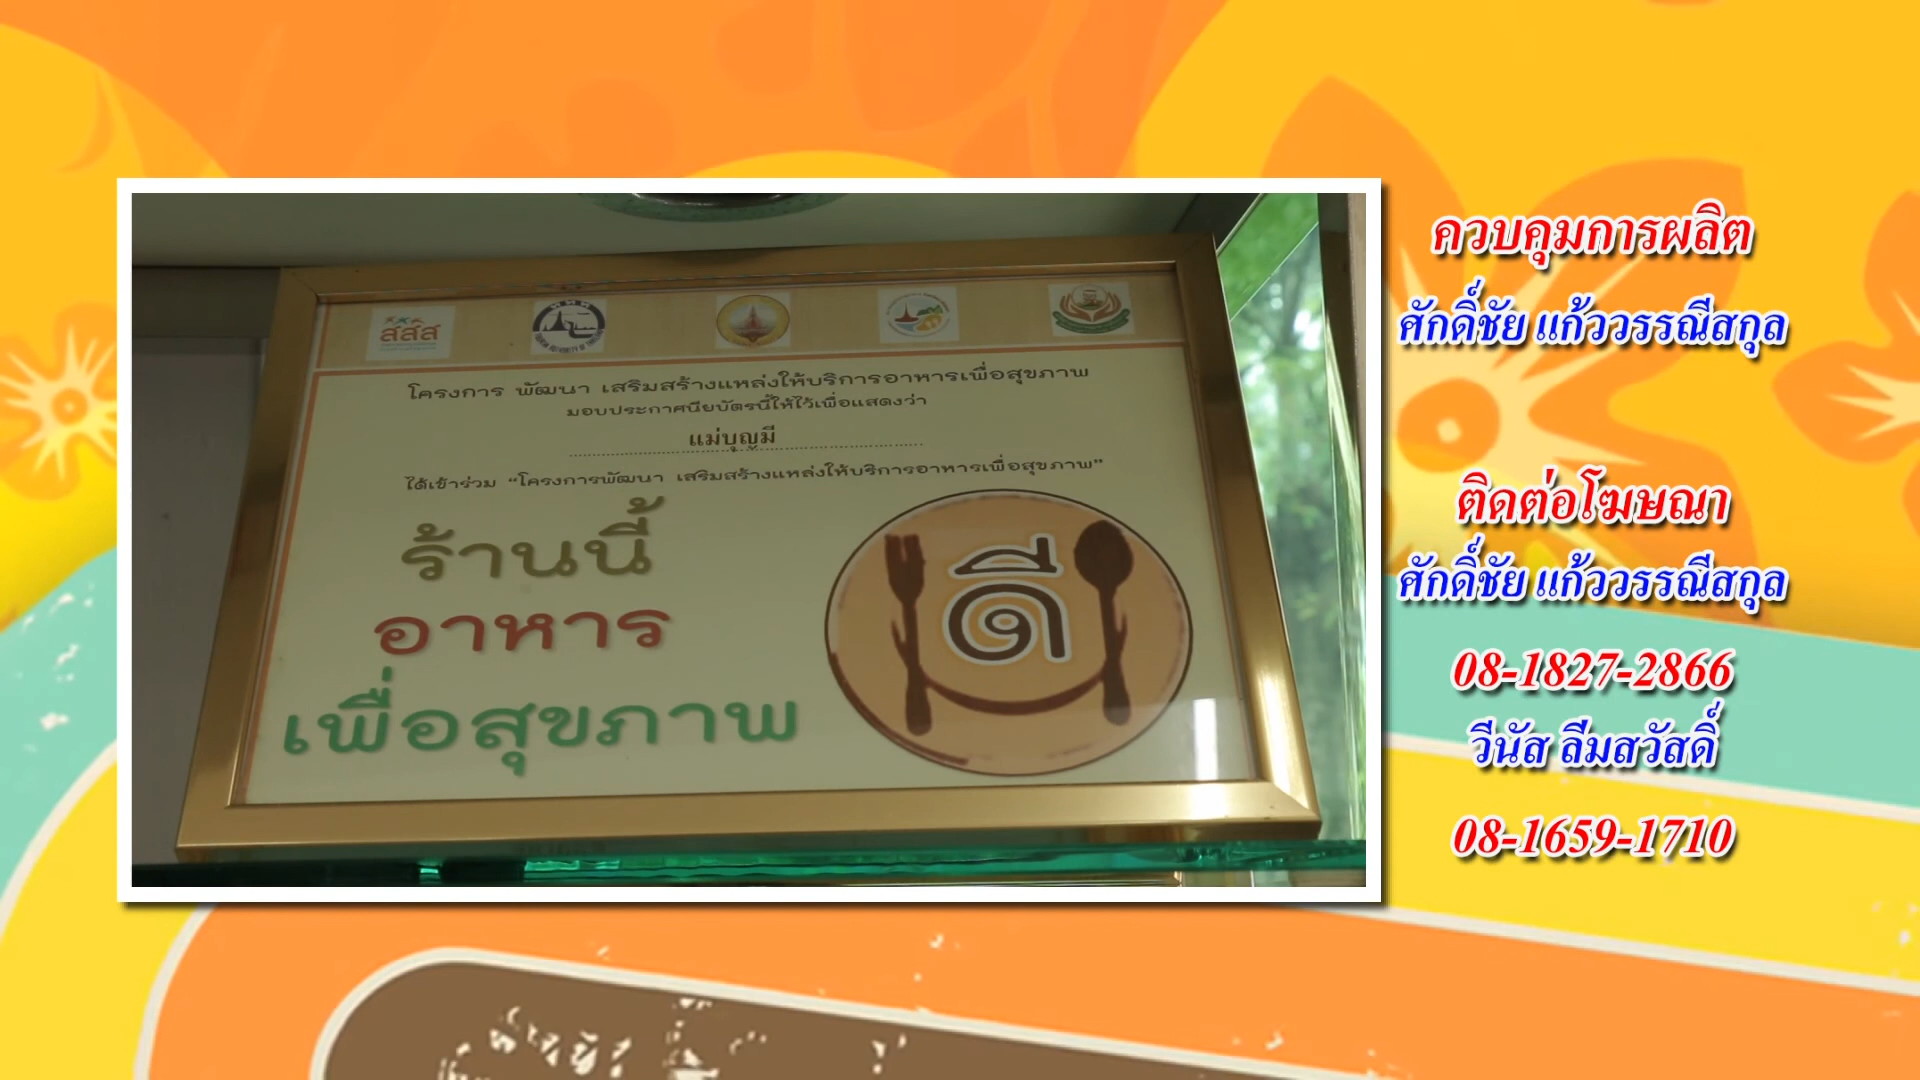 สสส
โครงการ พัฒนา เสริมสร้างแหล่งให้บริการอาหารเพื่อสุขภาพ
มอบประกาศนียบัตรนี้ให้ไว้เพื่อแสดงว่า
แม่บุญมี
ได้เข้าร่วม “โครงการพัฒนา เสริมสร้างแหล่งให้บริการอาหารเพื่อสุขภาพ”
ร้านนี้
อาหาร
เพื่อสุขภาพ
ดี
ควบคุมการผลิต
ศักดิ์ชัย แก้ววรรณีสกุล
ติดต่อโฆษณา
ศักดิ์ชัย แก้ววรรณีสกุล
08-1827-2866
วีนัส ลิ้มสวัสดิ์
08-1659-1710